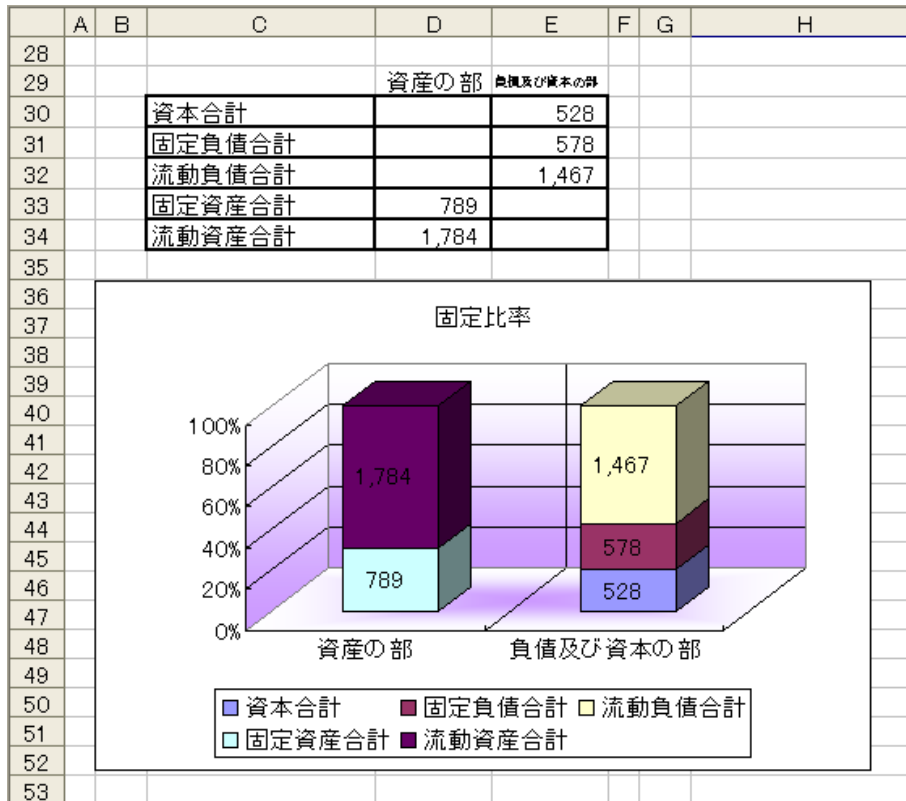 A B C D E F G H
28
29 資産の部 負債及び資本の部
30 資本合計 528
31 固定負債合計 578
32 流動負債合計 1,467
33 固定資産合計 789
34 流動資産合計 1,784
35
36
37 固定比率
38
39
40 100%
41
42 80% 1,784 1,467
43 60%
44
45 40% 578
46 20% 789 528
47 0%
48 資産の部 負債及び資本の部
49
50 資本合計 固定負債合計 流動負債合計
51 固定資産合計 流動資産合計
52
53